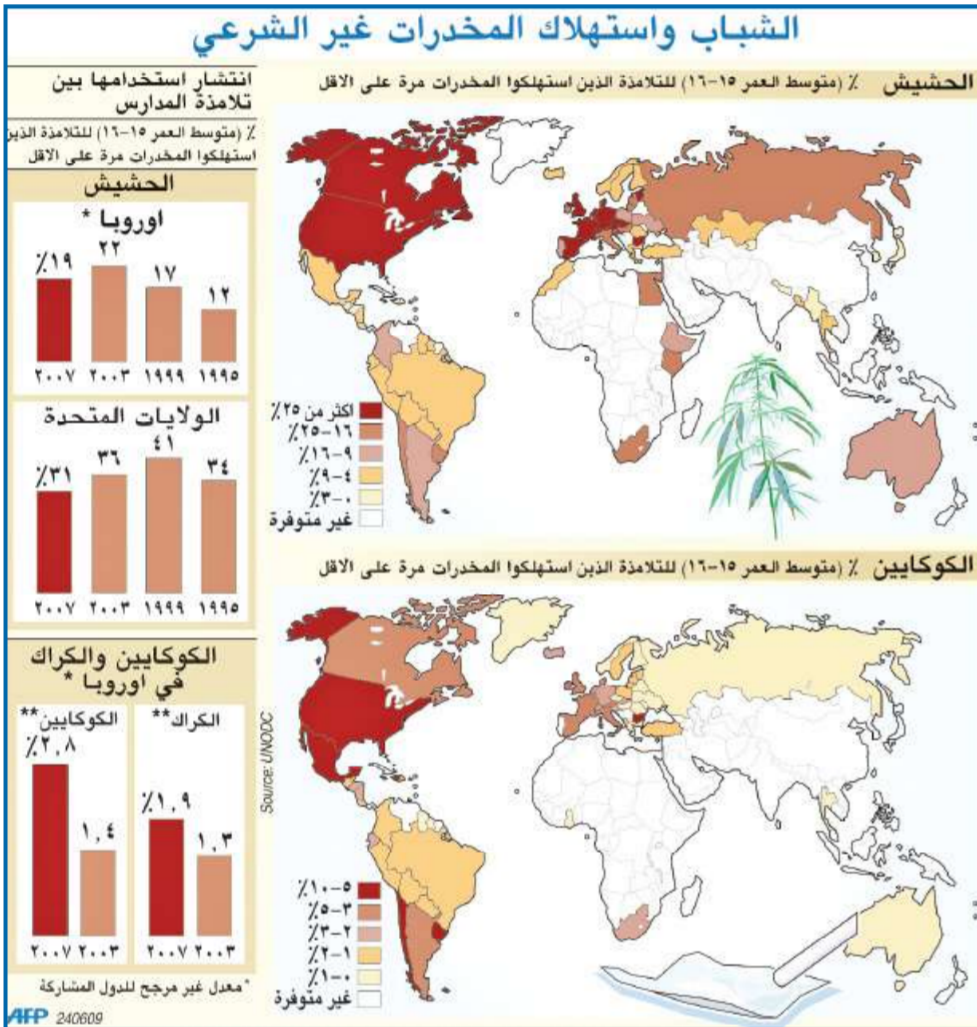 الشباب واستهلاك المخدرات غير الشرعي
الحشيش ٪ (متوسط العمر ١٥-١٦) للتلامذة الذين استهلكوا المخدرات مرة على الاقل
اكثر من ٢٥٪
١٦-٢٥٪
٩-١٦٪
٤-٩٪
٠-٣٪
غير متوفرة
الكوكايين ٪ (متوسط العمر ١٥-١٦) للتلامذة الذين استهلكوا المخدرات مرة على الاقل
٥-١٠٪
٣-٥٪
٢-٣٪
١-٢٪
٠-١٪
غير متوفرة
انتشار استخدامها بين
تلامذة المدارس
٪ (متوسط العمر ١٥-١٦) للتلامذة الذين
استهلكوا المخدرات مرة على الاقل
الحشيش
اوروبا *
١٢ ١٧ ٢٢ ١٩٪
١٩٩٥ ١٩٩٩ ٢٠٠٣ ٢٠٠٧
الولايات المتحدة
٣٤ ٤١ ٣٦ ٣١٪
١٩٩٥ ١٩٩٩ ٢٠٠٣ ٢٠٠٧
الكوكايين والكراك
في اوروبا *
الكراك**
١,٣ ١,٩٪
٢٠٠٣ ٢٠٠٧
الكوكايين**
١,٤ ٢,٨٪
٢٠٠٣ ٢٠٠٧
* معدل غير مرجح للدول المشاركة
Source: UNODC
AFP 240609